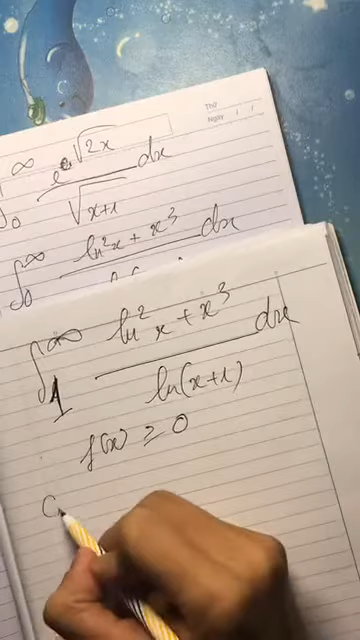 Thứ
Ngày / /
∫₀^∞ e^√(2x) / √(x+1) dx
∫₀^∞ (ln²x + x³) / dx
∫₁^∞ (ln²x + x³) / ln(x+1) dx
f(x) ≥ 0
C